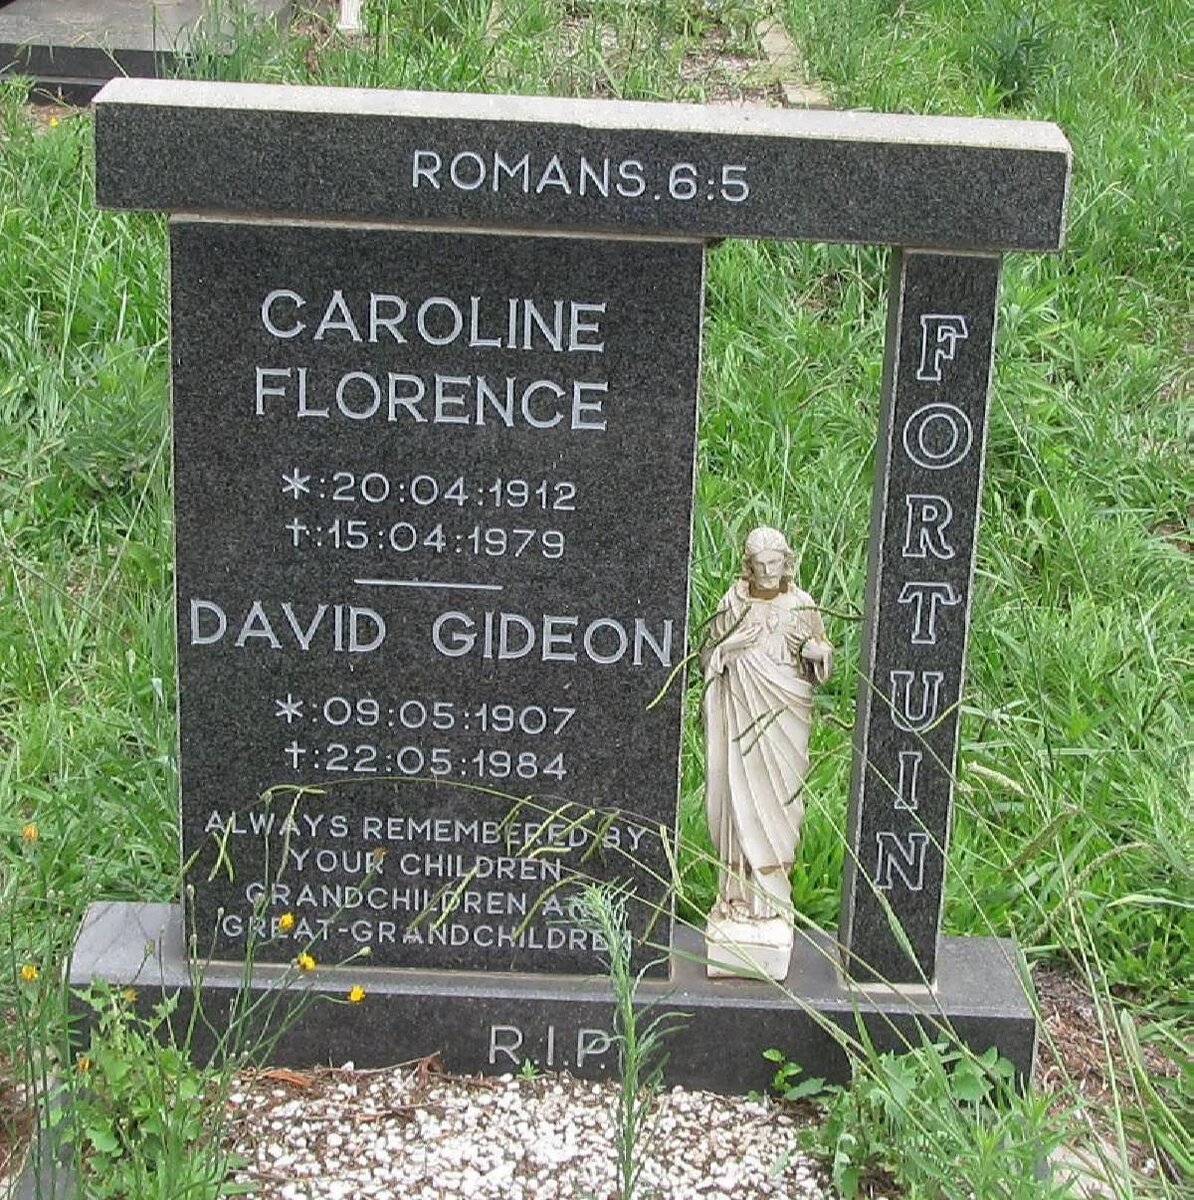 ROMANS.6:5
CAROLINE
FLORENCE
*:20:04:1912
†:15:04:1979
DAVID GIDEON
*:09:05:1907
†:22:05:1984
ALWAYS REMEMBERED BY
YOUR CHILDREN
GRANDCHILDREN AND
GREAT-GRANDCHILDREN
FORTUIN
R.I.P.